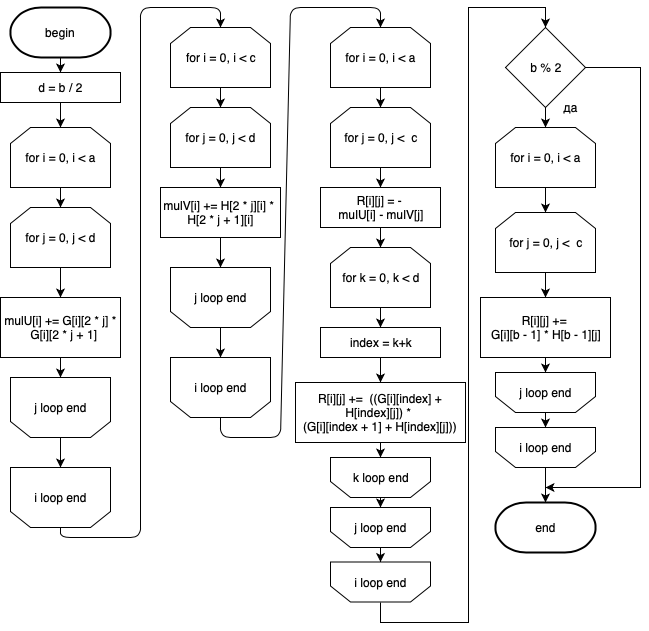 begin
d = b / 2
for i = 0, i < a
for j = 0, j < d
mulU[i] += G[i][2 * j] *
G[i][2 * j + 1]
j loop end
i loop end
for i = 0, i < c
for j = 0, j < d
mulV[i] += H[2 * j][i] *
H[2 * j + 1][i]
j loop end
i loop end
for i = 0, i < a
for j = 0, j <  c
R[i][j] = -
mulU[i] - mulV[j]
for k = 0, k < d
index = k+k
R[i][j] +=  ((G[i][index] +
H[index][j]) *
(G[i][index + 1] + H[index][j]))
k loop end
j loop end
i loop end
b % 2
да
for i = 0, i < a
for j = 0, j <  c
R[i][j] +=
G[i][b - 1] * H[b - 1][j]
j loop end
i loop end
end